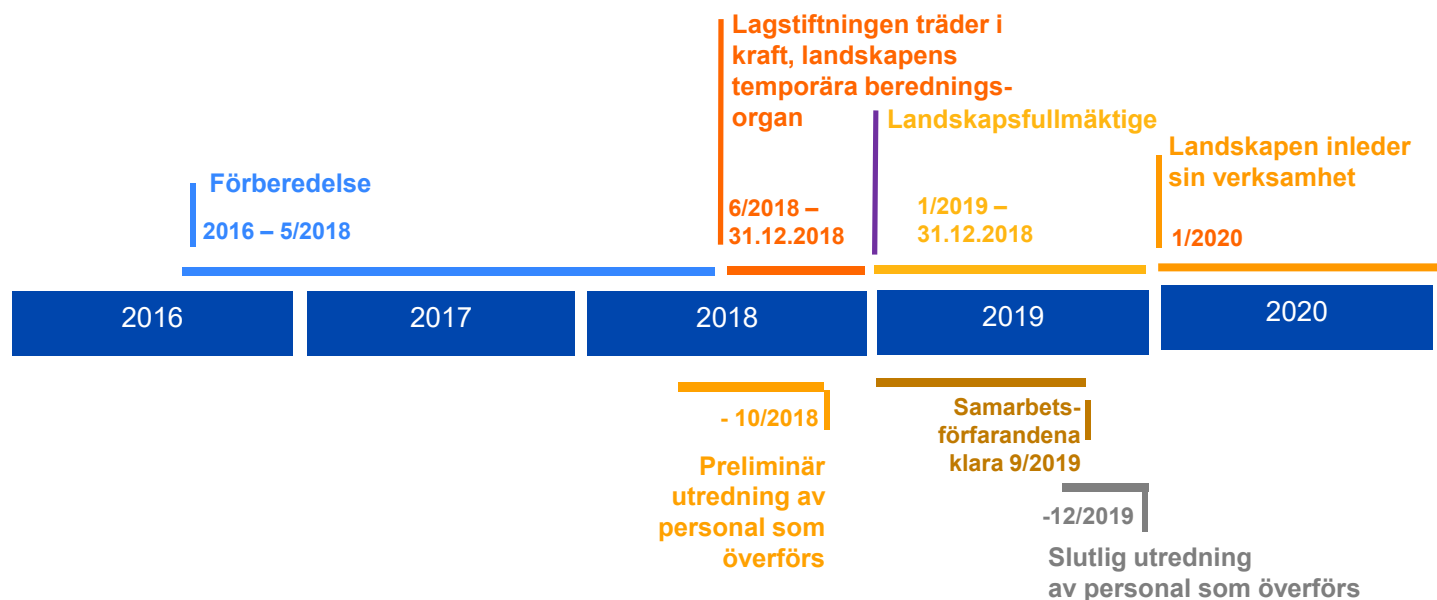 Lagstiftningen träder i
kraft, landskapens
temporära berednings-
organ
6/2018 –
31.12.2018
Landskapsfullmäktige
1/2019 –
31.12.2018
Landskapen inleder
sin verksamhet
1/2020
Förberedelse
2016 – 5/2018
2016
2017
2018
2019
2020
- 10/2018
Preliminär
utredning av
personal som
överförs
Samarbets-
förfarandena
klara 9/2019
-12/2019
Slutlig utredning
av personal som överförs